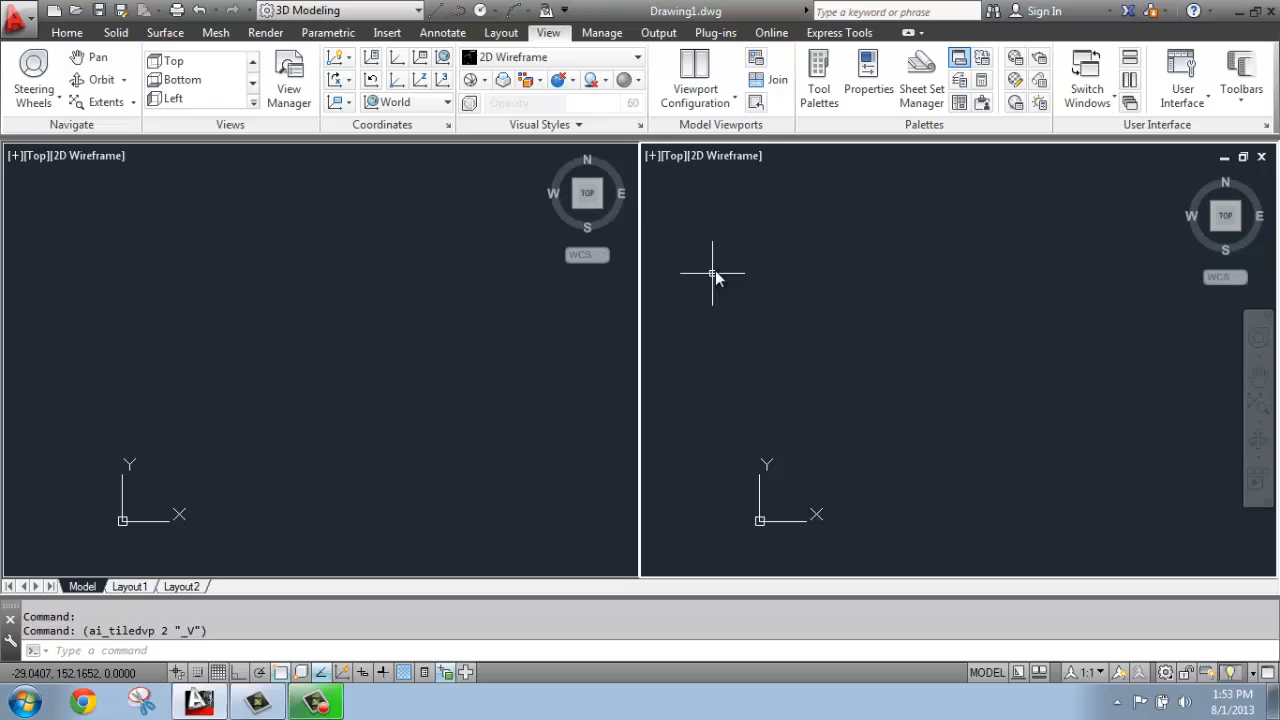 3D Modeling
Drawing1.dwg
Type a keyword or phrase
Sign In
Home
Solid
Surface
Mesh
Render
Parametric
Insert
Annotate
Layout
View
Manage
Output
Plug-ins
Online
Express Tools
Steering
Wheels
Pan
Orbit
Extents
Navigate
Top
Bottom
Left
View
Manager
Views
World
Coordinates
2D Wireframe
Opacity 60
Visual Styles
Viewport
Configuration
Join
Model Viewports
Tool
Palettes
Properties
Sheet Set
Manager
Palettes
Switch
Windows
User
Interface
Toolbars
User Interface
[+][Top][2D Wireframe]
N
W TOP E
S
WCS
Y
X
[+][Top][2D Wireframe]
N
W TOP E
S
WCS
Y
X
Model
Layout1
Layout2
Command:
Command: (ai_tiledvp 2 "_V")
Type a command
-29.0407, 152.1652, 0.0000
MODEL
1:1
1:53 PM
8/1/2013